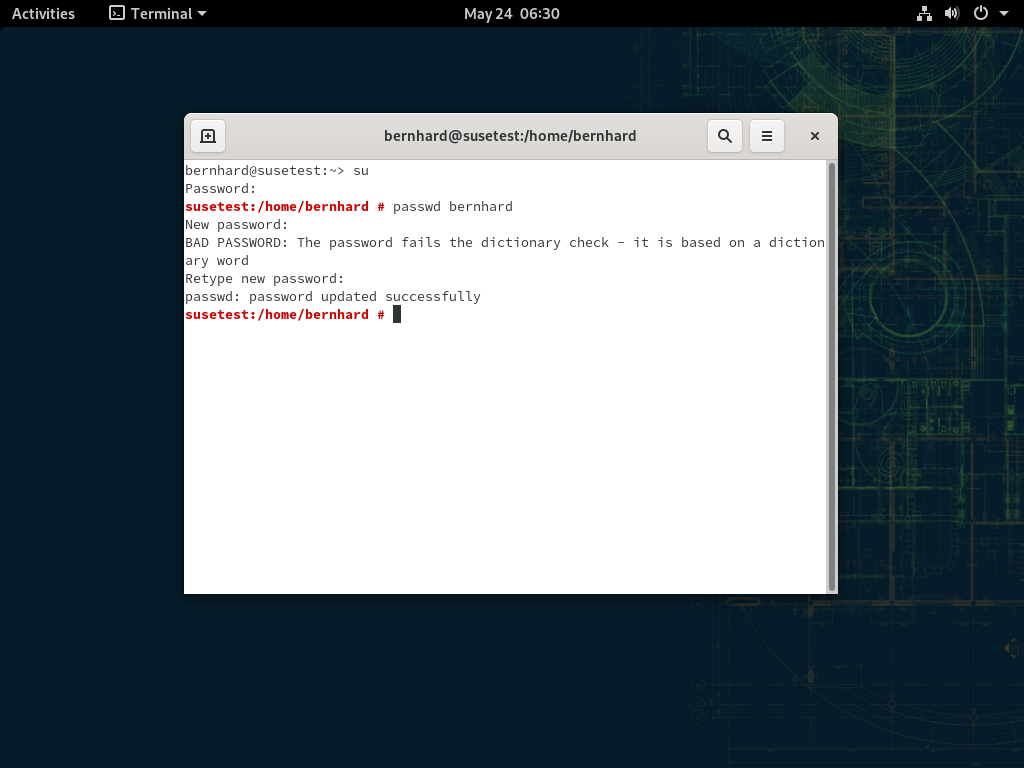 Activities Terminal May 24 06:30
bernhard@susetest:/home/bernhard
bernhard@susetest:~> su
Password:
susetest:/home/bernhard # passwd bernhard
New password:
BAD PASSWORD: The password fails the dictionary check - it is based on a diction
ary word
Retype new password:
passwd: password updated successfully
susetest:/home/bernhard #